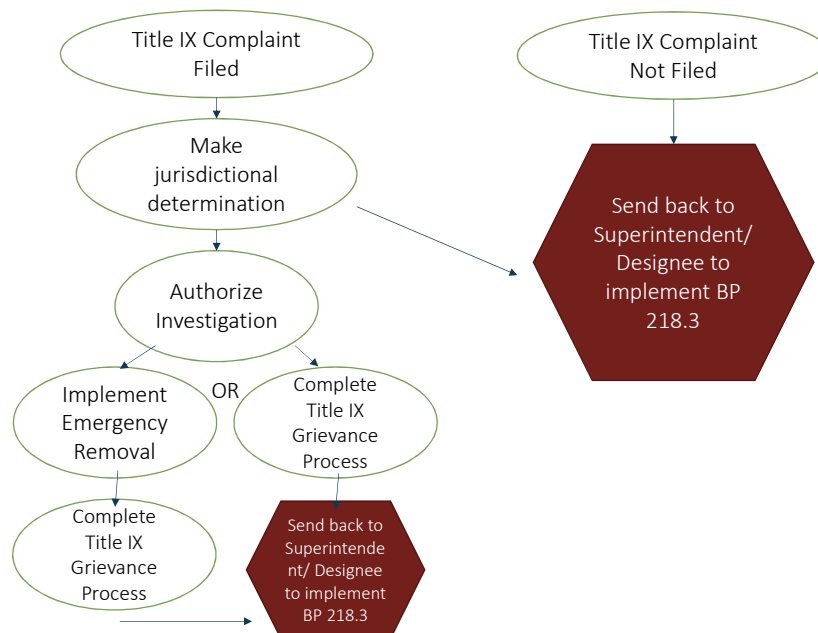 Title IX Complaint
Filed
Title IX Complaint
Not Filed
Make
jurisdictional
determination
Send back to
Superintendent/
Designee to
implement BP
218.3
Authorize
Investigation
Implement
Emergency
Removal
OR
Complete
Title IX
Grievance
Process
Complete
Title IX
Grievance
Process
Send back to
Superintende
nt/ Designee
to implement
BP 218.3